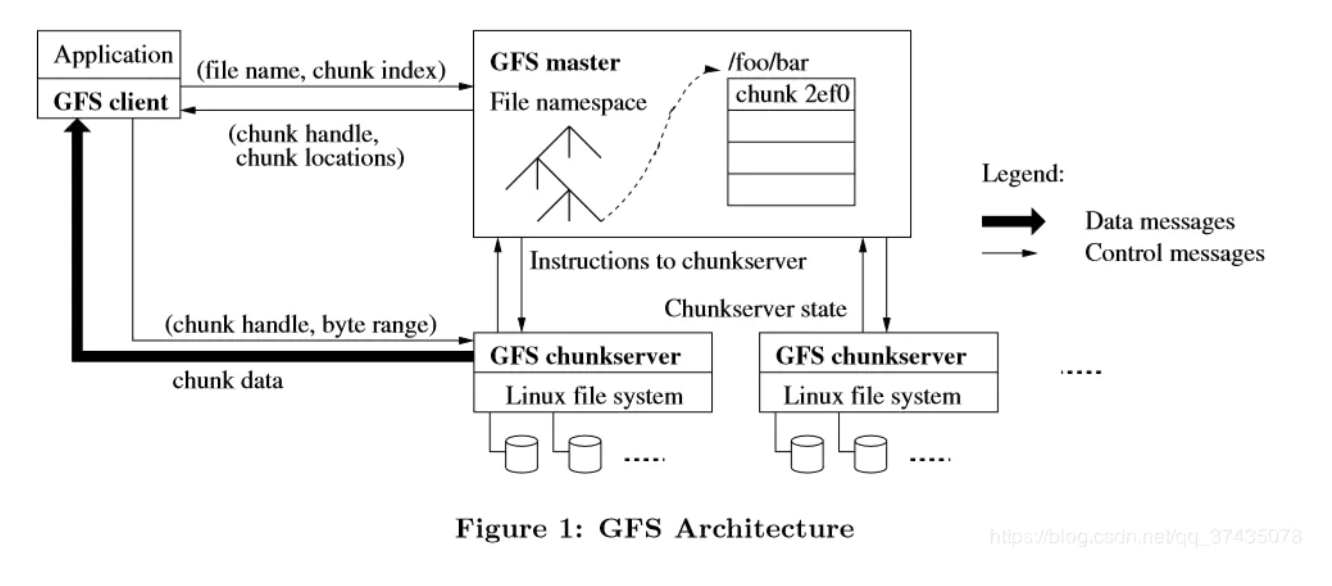 Application
GFS client
(file name, chunk index)
(chunk handle,
chunk locations)
GFS master
File namespace
/foo/bar
chunk 2ef0
Legend:
Data messages
Control messages
Instructions to chunkserver
Chunkserver state
(chunk handle, byte range)
chunk data
GFS chunkserver
Linux file system
GFS chunkserver
Linux file system
Figure 1: GFS Architecture
https://blog.csdn.net/qq_37435078